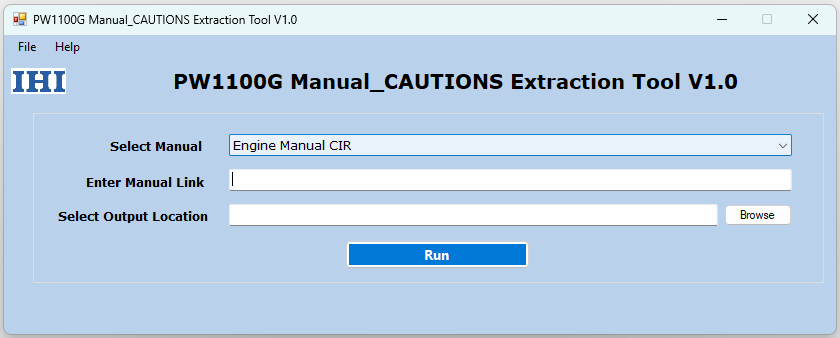 PW1100G Manual_CAUTIONS Extraction Tool V1.0
File Help
IHI
PW1100G Manual_CAUTIONS Extraction Tool V1.0
Select Manual
Engine Manual CIR
Enter Manual Link
Select Output Location
Browse
Run